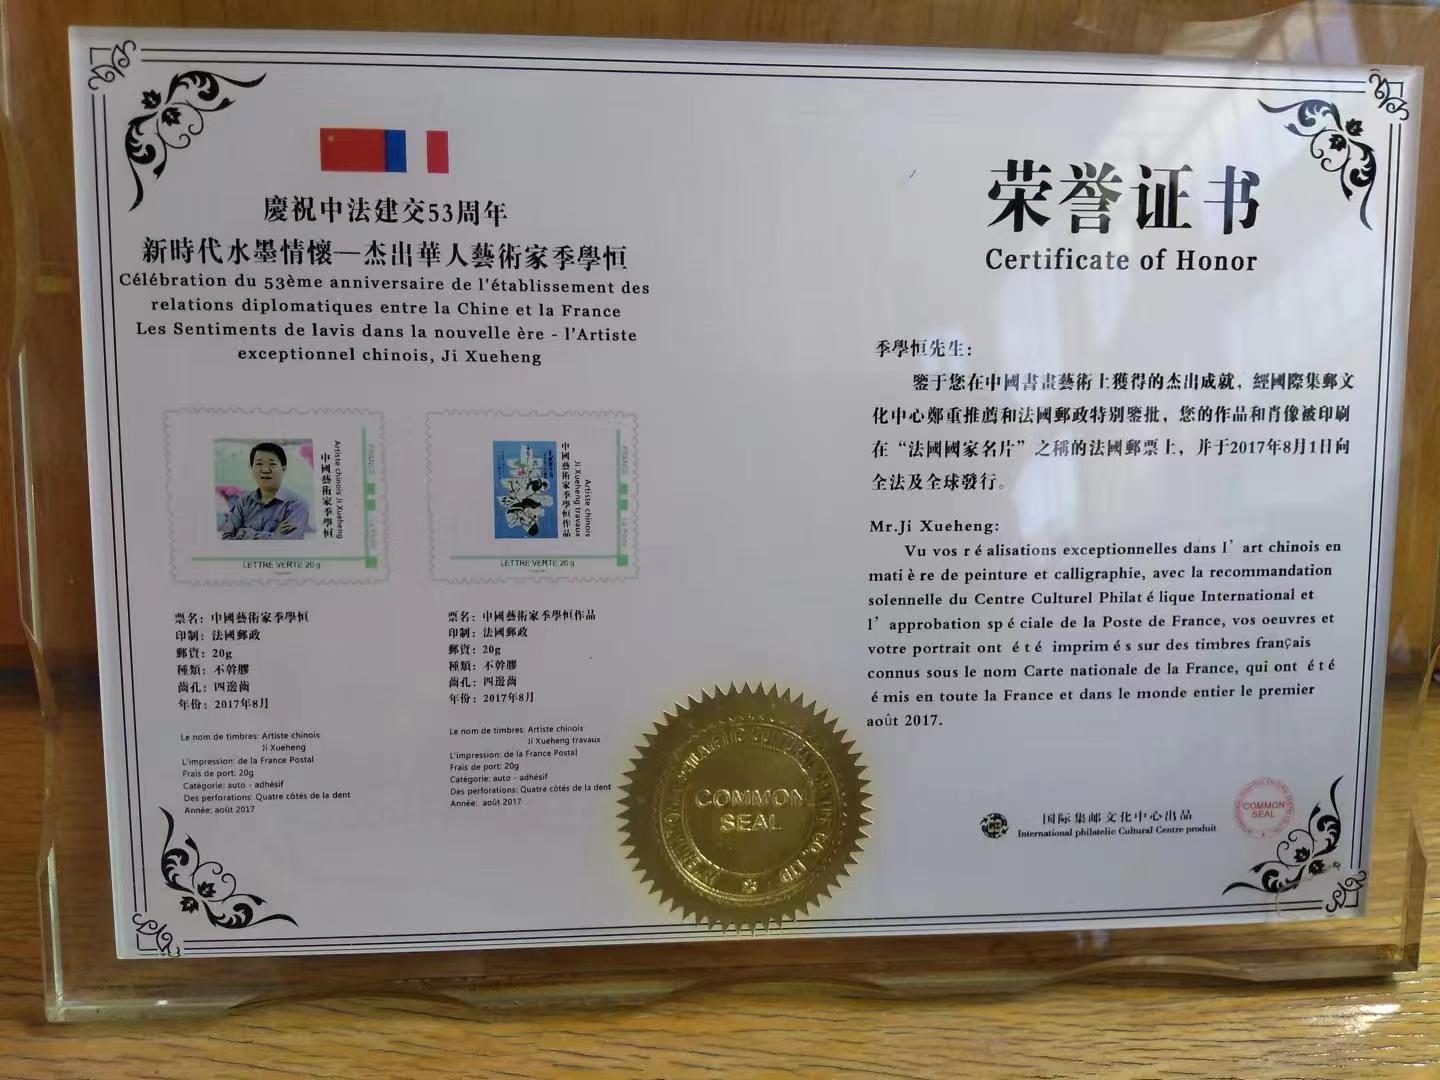 慶祝中法建交53周年
新時代水墨情懷—杰出華人藝術家季學恒
Célébration du 53ème anniversaire de l'établissement des
relations diplomatiques entre la Chine et la France
Les Sentiments de lavis dans la nouvelle ère - l'Artiste
exceptionnel chinois, Ji Xueheng
Artiste chinois Ji Xueheng
中國藝術家季學恒
FRANCE
LETTRE VERTE 20 g
中國藝術家季學恒作品
Ji Xueheng travaux
Artiste chinois
FRANCE
La Poste
LETTRE VERTE 20 g
票名：中國藝術家季學恒
印制：法國郵政
郵資：20g
種類：不幹膠
齒孔：四邊齒
年份：2017年8月
Le nom de timbres: Artiste chinois
Ji Xueheng
L'impression: de la France Postal
Frais de port: 20g
Catégorie: auto - adhésif
Des perforations: Quatre côtés de la dent
Année: août 2017
票名：中國藝術家季學恒作品
印制：法國郵政
郵資：20g
種類：不幹膠
齒孔：四邊齒
年份：2017年8月
Le nom de timbres: Artiste chinois
Ji Xueheng travaux
L'impression: de la France Postal
Frais de port: 20g
Catégorie: auto - adhésif
Des perforations: Quatre côtés de la dent
Année: août 2017
荣誉证书
Certificate of Honor
季學恒先生：
鑒于您在中國書畫藝術上獲得的杰出成就，經國際集郵文
化中心鄭重推薦和法國郵政特别鑒批，您的作品和肖像被印刷
在“法國國家名片”之稱的法國郵票上，并于2017年8月1日向
全法及全球發行。
Mr.Ji Xueheng:
Vu vos r é alisations exceptionnelles dans l’ art chinois en
mati è re de peinture et calligraphie, avec la recommandation
solennelle du Centre Culturel Philat é lique International et
l’ approbation sp é ciale de la Poste de France, vos oeuvres et
votre portrait ont é t é imprim é s sur des timbres français
connus sous le nom Carte nationale de la France, qui ont é t é
é mis en toute la France et dans le monde entier le premier
août 2017.
COMMON
SEAL
国际集邮文化中心出品
International philatelic Cultural Centre produit
COMMON
SEAL